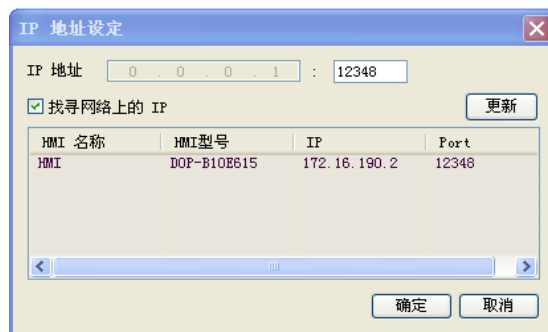 IP 地址设定
IP 地址 0 . 0 . 0 . 1 : 12348
找寻网络上的 IP 更新
HMI 名称 HMI型号 IP Port
HMI DOP-B10E615 172.16.190.2 12348
确定 取消